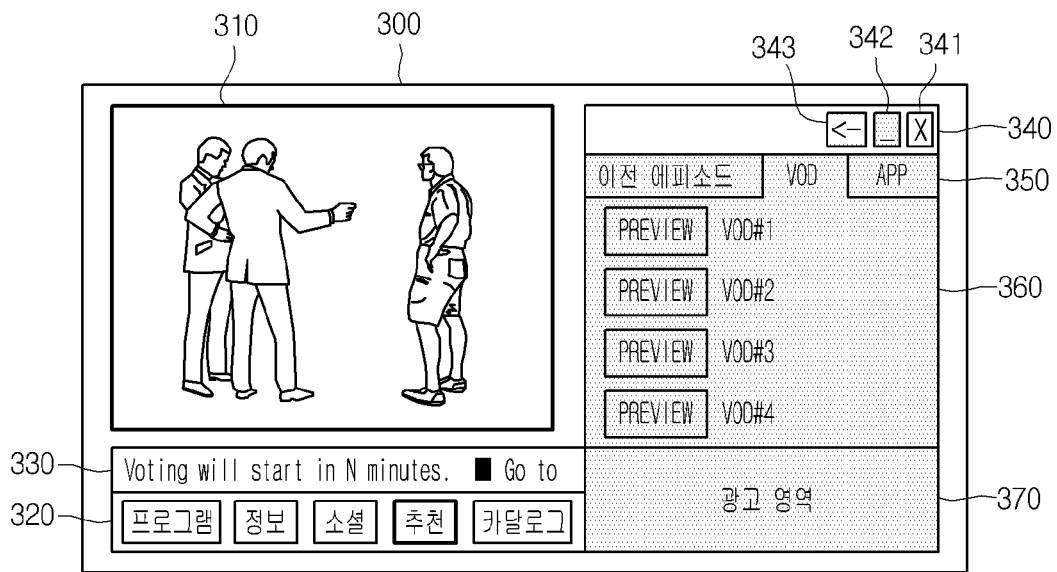 310
300
343
342
341
<-
_
X
340
이전 에피소드
VOD
APP
350
PREVIEW VOD#1
PREVIEW VOD#2
360
PREVIEW VOD#3
PREVIEW VOD#4
330
Voting will start in N minutes. ■ Go to
320
프로그램
정보
소셜
추천
카달로그
광고 영역
370